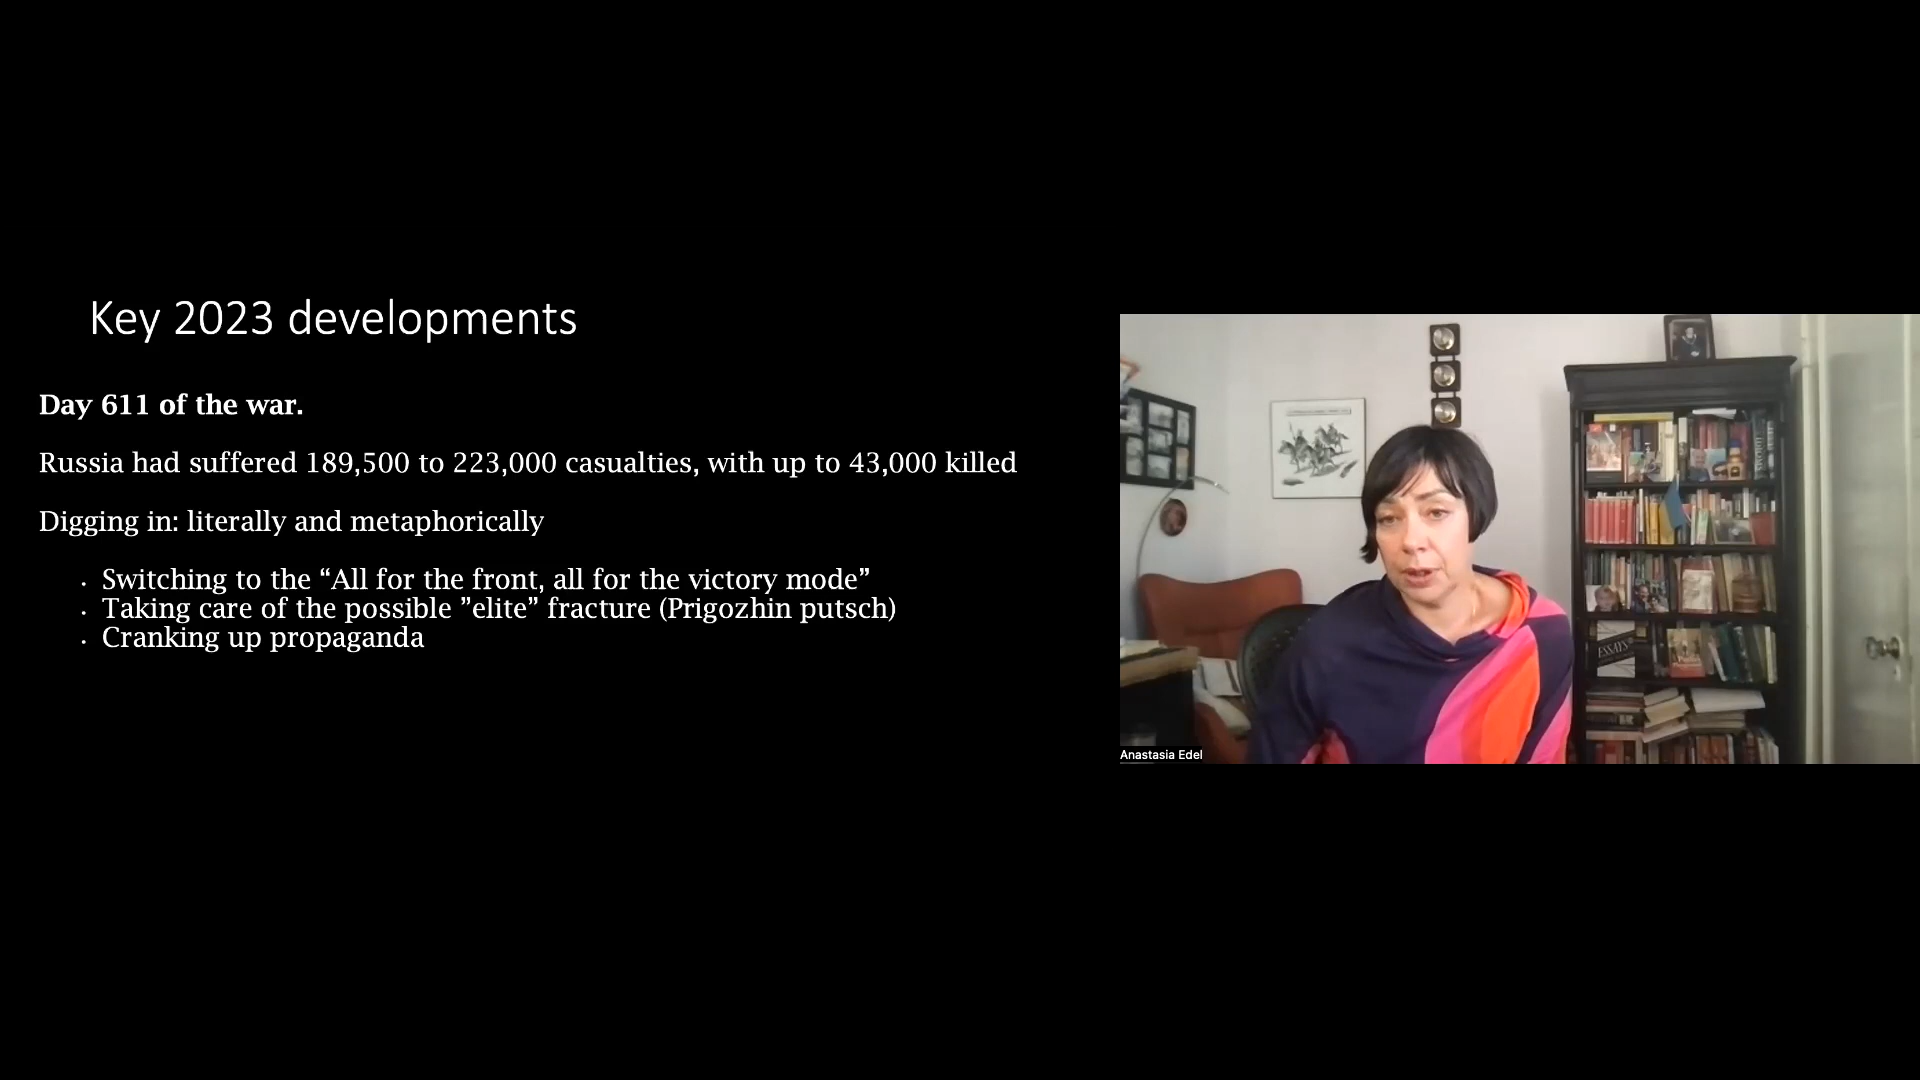 Key 2023 developments
Day 611 of the war.
Russia had suffered 189,500 to 223,000 casualties, with up to 43,000 killed
Digging in: literally and metaphorically
• Switching to the “All for the front, all for the victory mode”
• Taking care of the possible ”elite” fracture (Prigozhin putsch)
• Cranking up propaganda
ESSAYS
Anastasia Edel